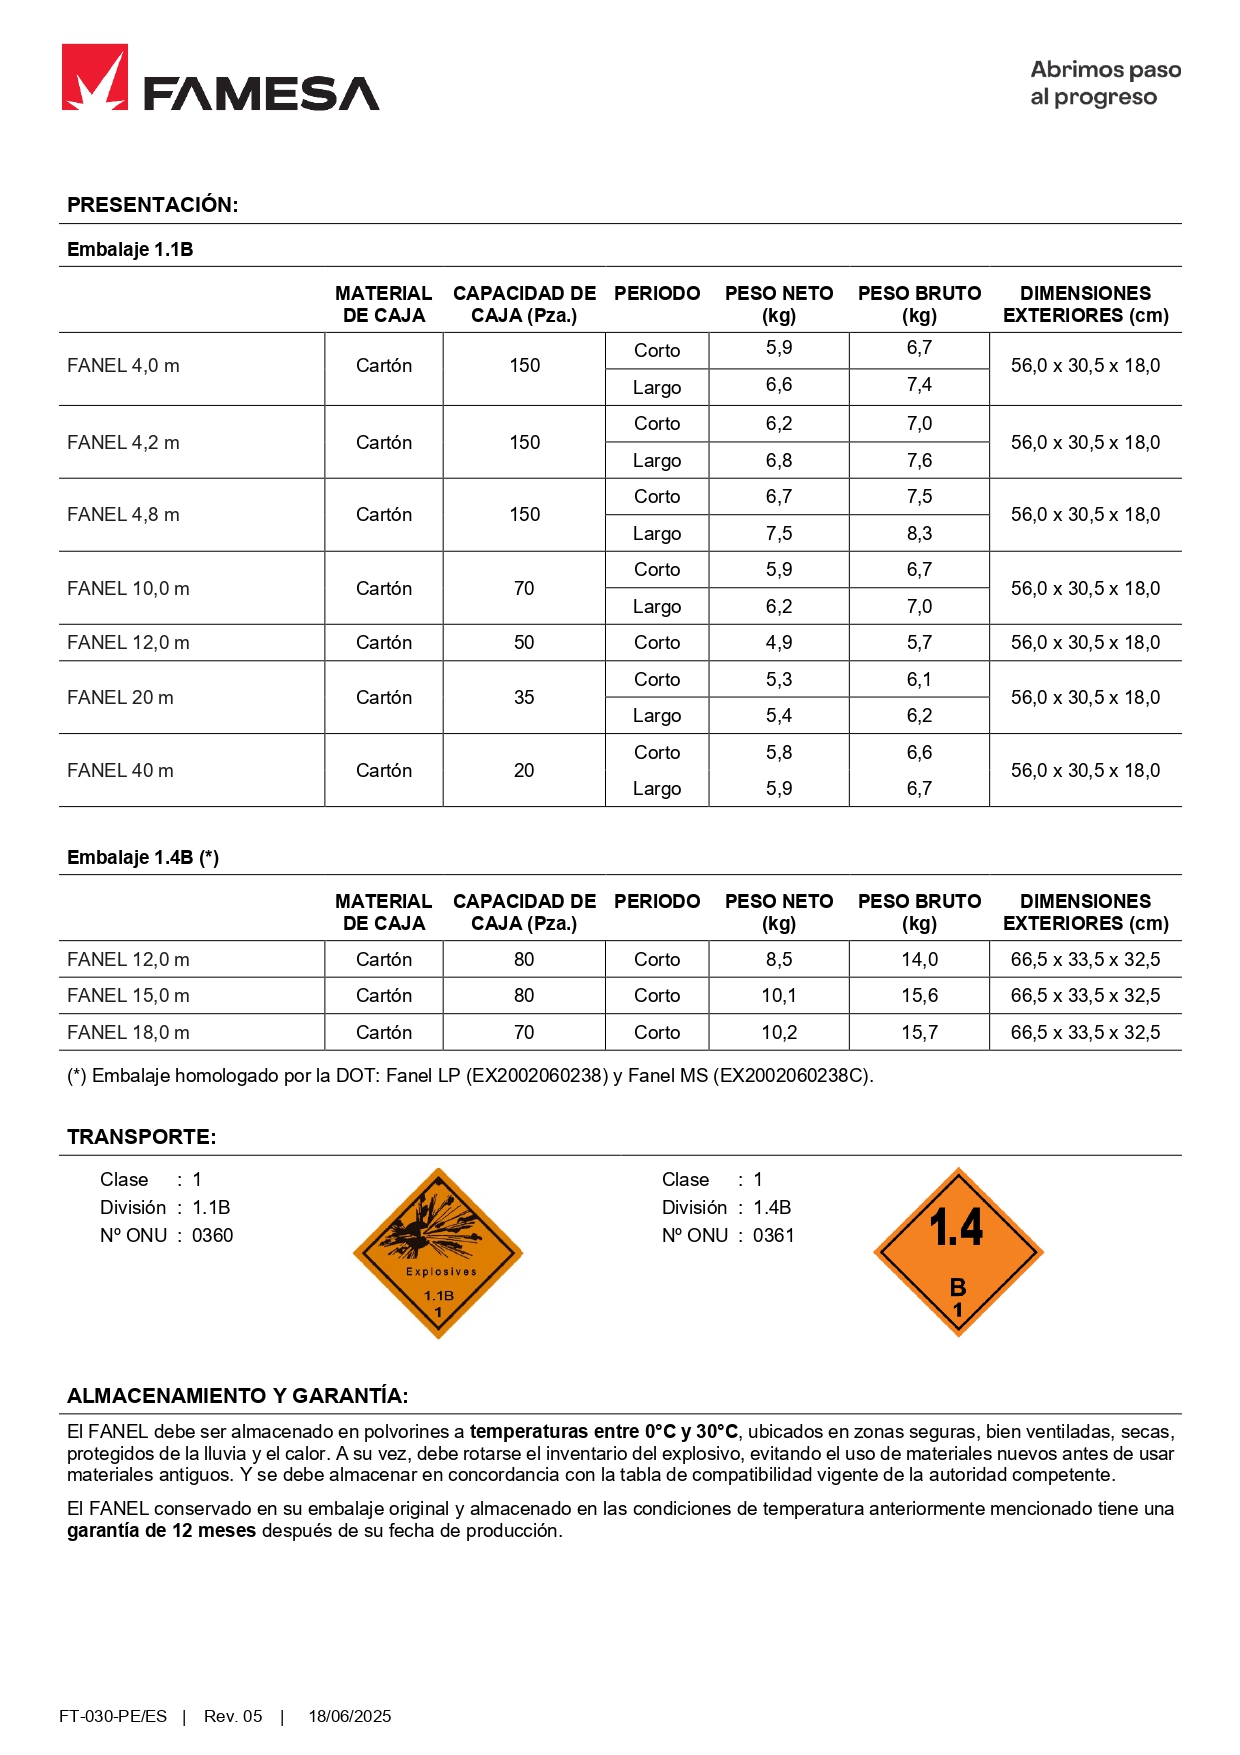 FAMESA
Abrimos paso
al progreso
PRESENTACIÓN:
Embalaje 1.1B
MATERIAL DE CAJA CAPACIDAD DE CAJA (Pza.) PERIODO PESO NETO (kg) PESO BRUTO (kg) DIMENSIONES EXTERIORES (cm)
FANEL 4,0 m Cartón 150 Corto 5,9 6,7 56,0 x 30,5 x 18,0
Largo 6,6 7,4
FANEL 4,2 m Cartón 150 Corto 6,2 7,0 56,0 x 30,5 x 18,0
Largo 6,8 7,6
FANEL 4,8 m Cartón 150 Corto 6,7 7,5 56,0 x 30,5 x 18,0
Largo 7,5 8,3
FANEL 10,0 m Cartón 70 Corto 5,9 6,7 56,0 x 30,5 x 18,0
Largo 6,2 7,0
FANEL 12,0 m Cartón 50 Corto 4,9 5,7 56,0 x 30,5 x 18,0
FANEL 20 m Cartón 35 Corto 5,3 6,1 56,0 x 30,5 x 18,0
Largo 5,4 6,2
FANEL 40 m Cartón 20 Corto 5,8 6,6 56,0 x 30,5 x 18,0
Largo 5,9 6,7
Embalaje 1.4B (*)
MATERIAL DE CAJA CAPACIDAD DE CAJA (Pza.) PERIODO PESO NETO (kg) PESO BRUTO (kg) DIMENSIONES EXTERIORES (cm)
FANEL 12,0 m Cartón 80 Corto 8,5 14,0 66,5 x 33,5 x 32,5
FANEL 15,0 m Cartón 80 Corto 10,1 15,6 66,5 x 33,5 x 32,5
FANEL 18,0 m Cartón 70 Corto 10,2 15,7 66,5 x 33,5 x 32,5
(*) Embalaje homologado por la DOT: Fanel LP (EX2002060238) y Fanel MS (EX2002060238C).
TRANSPORTE:
Clase : 1
División : 1.1B
Nº ONU : 0360
Explosives
1.1B
1
Clase : 1
División : 1.4B
Nº ONU : 0361
1.4
B
1
ALMACENAMIENTO Y GARANTÍA:
El FANEL debe ser almacenado en polvorines a temperaturas entre 0°C y 30°C, ubicados en zonas seguras, bien ventiladas, secas,
protegidos de la lluvia y el calor. A su vez, debe rotarse el inventario del explosivo, evitando el uso de materiales nuevos antes de usar
materiales antiguos. Y se debe almacenar en concordancia con la tabla de compatibilidad vigente de la autoridad competente.
El FANEL conservado en su embalaje original y almacenado en las condiciones de temperatura anteriormente mencionado tiene una
garantía de 12 meses después de su fecha de producción.
FT-030-PE/ES | Rev. 05 | 18/06/2025